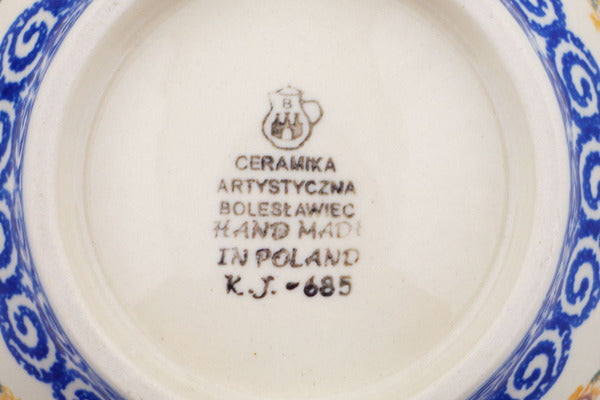 B
CERAMIKA
ARTYSTYCZNA
BOLESŁAWIEC
HAND MADE
IN POLAND
K.J. -685